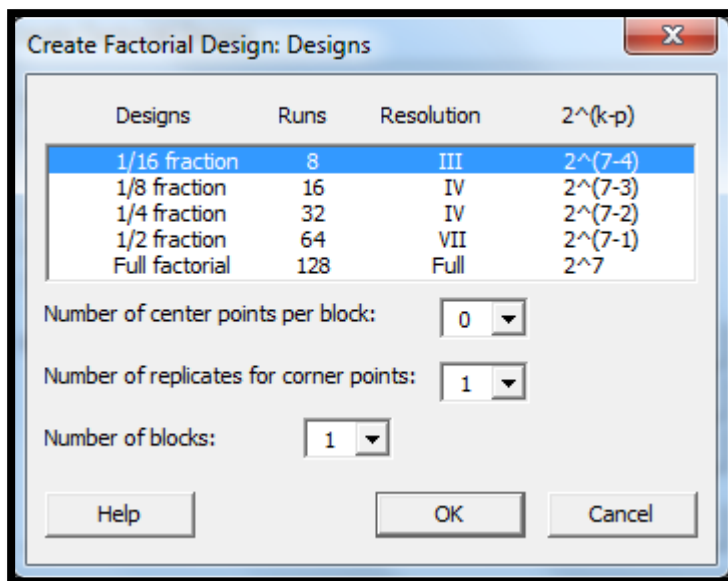 Create Factorial Design: Designs
Designs Runs Resolution 2^(k-p)
1/16 fraction 8 III 2^(7-4)
1/8 fraction 16 IV 2^(7-3)
1/4 fraction 32 IV 2^(7-2)
1/2 fraction 64 VII 2^(7-1)
Full factorial 128 Full 2^7
Number of center points per block: 0
Number of replicates for corner points: 1
Number of blocks: 1
Help OK Cancel